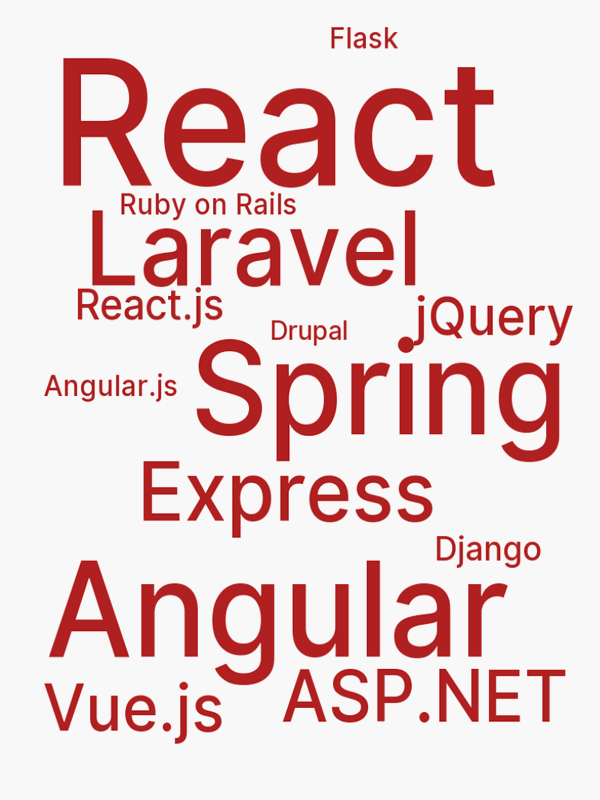 Flask
React
Ruby on Rails
Laravel
React.js
jQuery
Drupal
Spring
Angular.js
Express
Django
Angular
Vue.js
ASP.NET